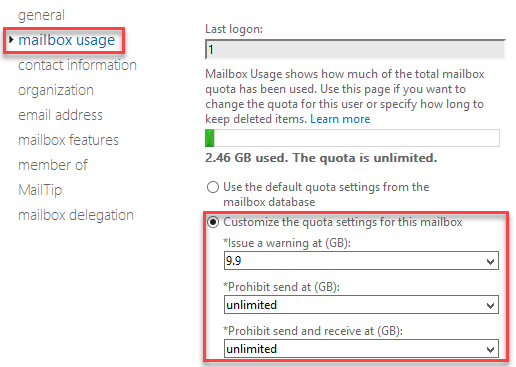 general
mailbox usage
contact information
organization
email address
mailbox features
member of
MailTip
mailbox delegation
Last logon:
1
Mailbox Usage shows how much of the total mailbox
quota has been used. Use this page if you want to
change the quota for this user or specify how long to
keep deleted items. Learn more
2.46 GB used. The quota is unlimited.
Use the default quota settings from the
mailbox database
Customize the quota settings for this mailbox
*Issue a warning at (GB):
9.9
*Prohibit send at (GB):
unlimited
*Prohibit send and receive at (GB):
unlimited